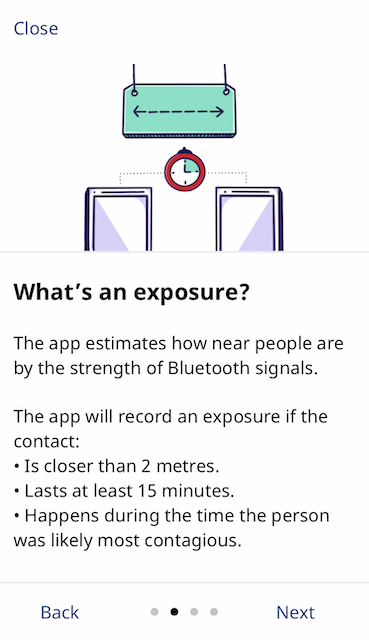 Close
What's an exposure?
The app estimates how near people are
by the strength of Bluetooth signals.
The app will record an exposure if the
contact:
• Is closer than 2 metres.
• Lasts at least 15 minutes.
• Happens during the time the person
was likely most contagious.
Back
Next